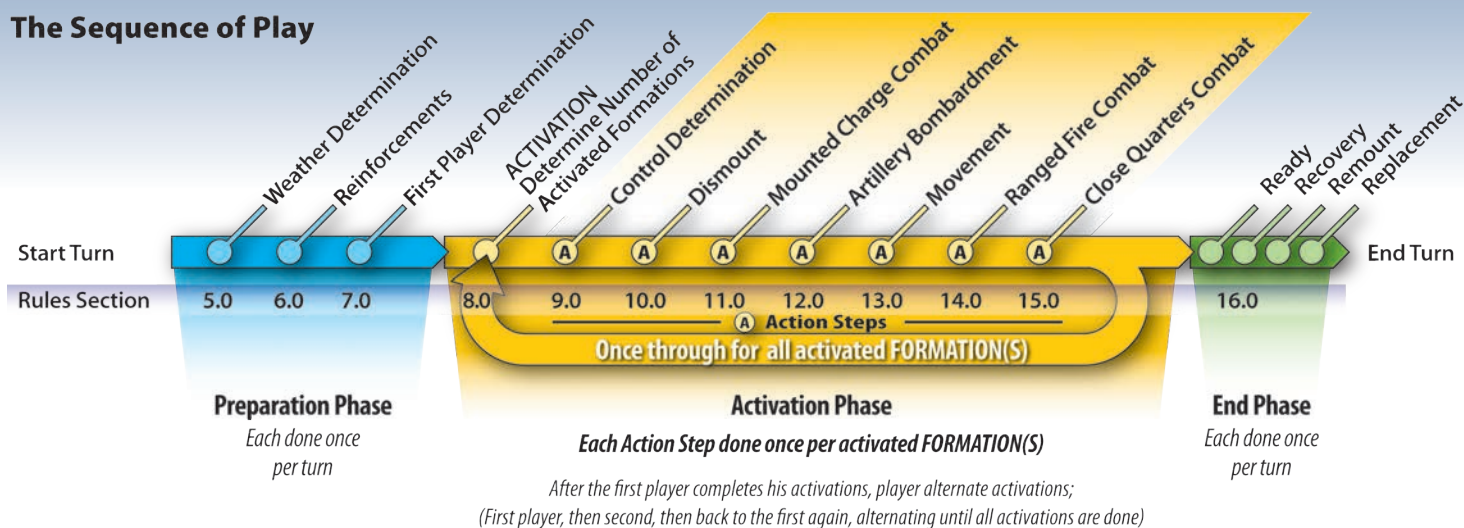 The Sequence of Play
Weather Determination
Reinforcements
First Player Determination
ACTIVATION
Determine Number of
Activated Formations
Control Determination
Dismount
Mounted Charge Combat
Artillery Bombardment
Movement
Ranged Fire Combat
Close Quarters Combat
Ready
Recovery
Remount
Replacement
Start Turn
A A A A A A A
End Turn
Rules Section
5.0 6.0 7.0 8.0 9.0 10.0 11.0 12.0 13.0 14.0 15.0 16.0
A Action Steps
Once through for all activated FORMATION(S)
Preparation Phase
Each done once
per turn
Activation Phase
Each Action Step done once per activated FORMATION(S)
After the first player completes his activations, player alternate activations;
(First player, then second, then back to the first again, alternating until all activations are done)
End Phase
Each done once
per turn